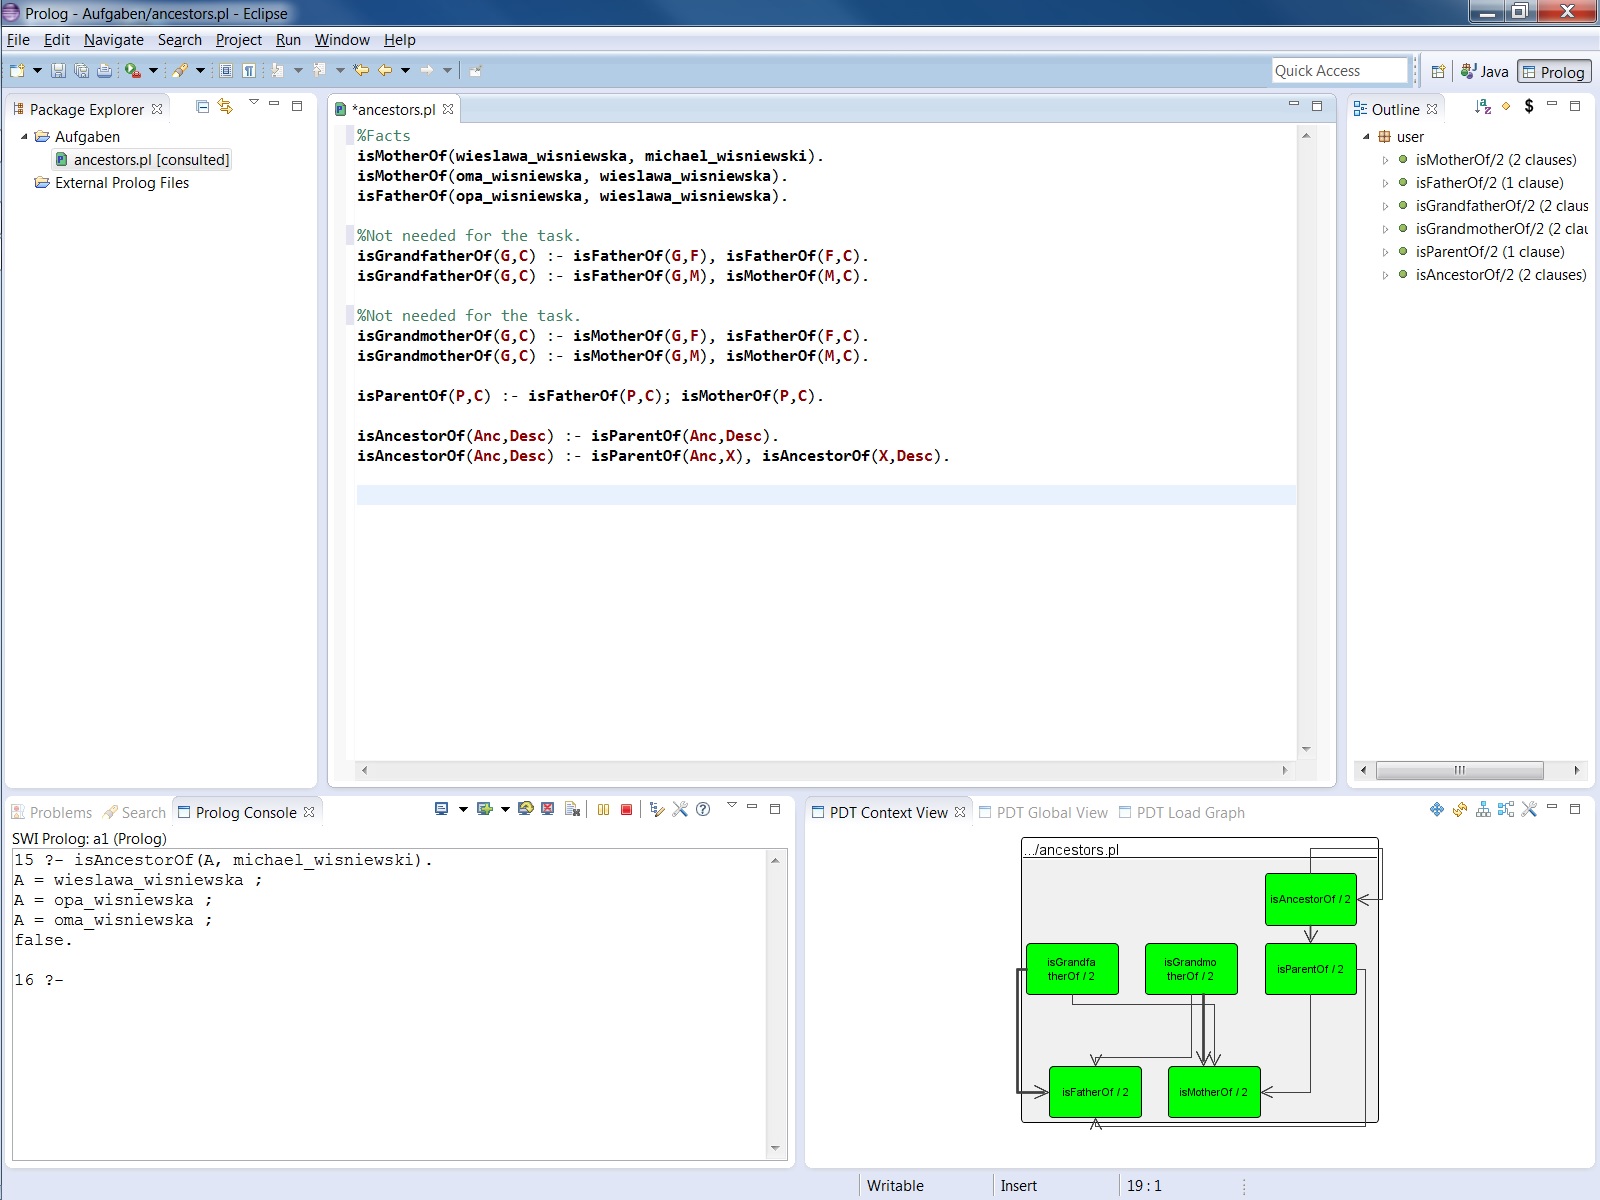 Prolog - Aufgaben/ancestors.pl - Eclipse
File Edit Navigate Search Project Run Window Help
Quick Access
Java
Prolog
Package Explorer
Aufgaben
ancestors.pl [consulted]
External Prolog Files
*ancestors.pl
%Facts
isMotherOf(wieslawa_wisniewska, michael_wisniewski).
isMotherOf(oma_wisniewska, wieslawa_wisniewska).
isFatherOf(opa_wisniewska, wieslawa_wisniewska).
%Not needed for the task.
isGrandfatherOf(G,C) :- isFatherOf(G,F), isFatherOf(F,C).
isGrandfatherOf(G,C) :- isFatherOf(G,M), isMotherOf(M,C).
%Not needed for the task.
isGrandmotherOf(G,C) :- isMotherOf(G,F), isFatherOf(F,C).
isGrandmotherOf(G,C) :- isMotherOf(G,M), isMotherOf(M,C).
isParentOf(P,C) :- isFatherOf(P,C); isMotherOf(P,C).
isAncestorOf(Anc,Desc) :- isParentOf(Anc,Desc).
isAncestorOf(Anc,Desc) :- isParentOf(Anc,X), isAncestorOf(X,Desc).
Outline
user
isMotherOf/2 (2 clauses)
isFatherOf/2 (1 clause)
isGrandfatherOf/2 (2 claus
isGrandmotherOf/2 (2 clau
isParentOf/2 (1 clause)
isAncestorOf/2 (2 clauses)
Problems Search Prolog Console
SWI Prolog: a1 (Prolog)
15 ?- isAncestorOf(A, michael_wisniewski).
A = wieslawa_wisniewska ;
A = opa_wisniewska ;
A = oma_wisniewska ;
false.
16 ?-
PDT Context View PDT Global View PDT Load Graph
.../ancestors.pl
isAncestorOf / 2
isGrandfa
therOf / 2
isGrandmo
therOf / 2
isParentOf / 2
isFatherOf / 2
isMotherOf / 2
Writable Insert 19 : 1